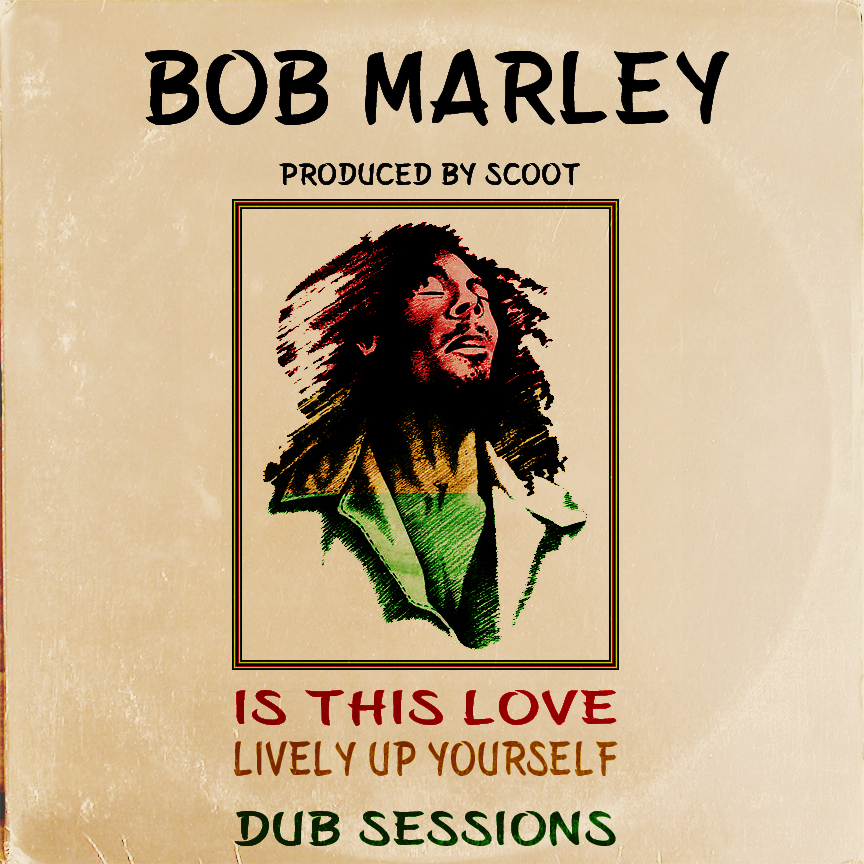 BOB MARLEY
PRODUCED BY SCOOT
IS THIS LOVE
LIVELY UP YOURSELF
DUB SESSIONS